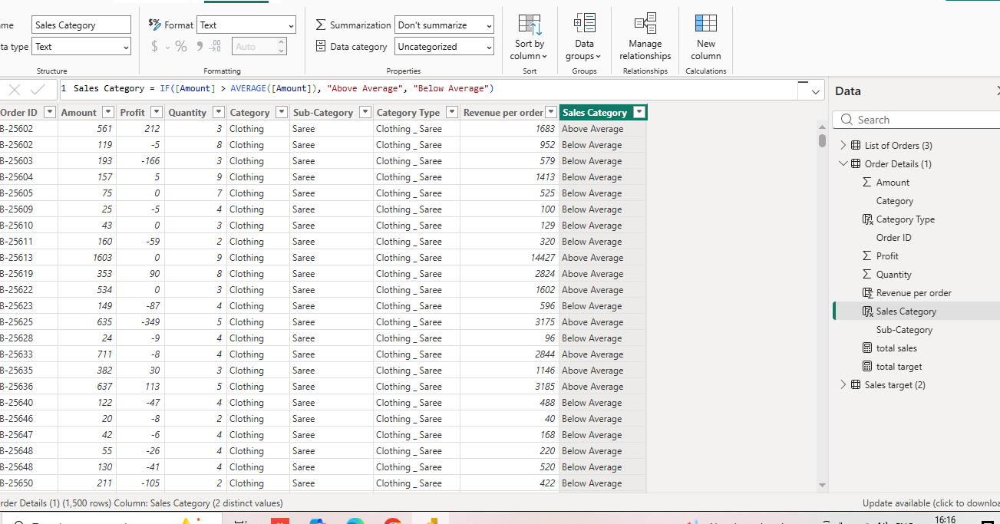 me Sales Category Format Text Summarization Don't summarize
ta type Text $ % 9 .00 Auto Data category Uncategorized
Sort by column Data groups Manage relationships New column
Structure Formatting Properties Sort Groups Relationships Calculations
1 Sales Category = IF([Amount] > AVERAGE([Amount]), "Above Average", "Below Average")
Order ID Amount Profit Quantity Category Sub-Category Category Type Revenue per order Sales Category
B-25602 561 212 3 Clothing Saree Clothing _ Saree 1683 Above Average
B-25602 119 -5 8 Clothing Saree Clothing _ Saree 952 Below Average
B-25603 193 -166 3 Clothing Saree Clothing _ Saree 579 Below Average
B-25604 157 5 9 Clothing Saree Clothing _ Saree 1413 Below Average
B-25605 75 0 7 Clothing Saree Clothing _ Saree 525 Below Average
B-25609 25 -5 4 Clothing Saree Clothing _ Saree 100 Below Average
B-25610 43 0 3 Clothing Saree Clothing _ Saree 129 Below Average
B-25611 160 -59 2 Clothing Saree Clothing _ Saree 320 Below Average
B-25613 1603 0 9 Clothing Saree Clothing _ Saree 14427 Above Average
B-25619 353 90 8 Clothing Saree Clothing _ Saree 2824 Above Average
B-25622 534 0 3 Clothing Saree Clothing _ Saree 1602 Above Average
B-25623 149 -87 4 Clothing Saree Clothing _ Saree 596 Below Average
B-25625 635 -349 5 Clothing Saree Clothing _ Saree 3175 Above Average
B-25628 24 -9 4 Clothing Saree Clothing _ Saree 96 Below Average
B-25633 711 -8 4 Clothing Saree Clothing _ Saree 2844 Above Average
B-25635 382 30 3 Clothing Saree Clothing _ Saree 1146 Above Average
B-25636 637 113 5 Clothing Saree Clothing _ Saree 3185 Above Average
B-25640 122 -47 4 Clothing Saree Clothing _ Saree 488 Below Average
B-25646 20 -8 2 Clothing Saree Clothing _ Saree 40 Below Average
B-25647 42 -6 4 Clothing Saree Clothing _ Saree 168 Below Average
B-25648 55 -26 4 Clothing Saree Clothing _ Saree 220 Below Average
B-25648 130 -41 4 Clothing Saree Clothing _ Saree 520 Below Average
B-25650 211 -105 2 Clothing Saree Clothing _ Saree 422 Below Average
Data
Search
List of Orders (3)
Order Details (1)
Amount
Category
Category Type
Order ID
Profit
Quantity
Revenue per order
Sales Category
Sub-Category
total sales
total target
Sales target (2)
rder Details (1) (1,500 rows) Column: Sales Category (2 distinct values) Update available (click to downloa
16:16